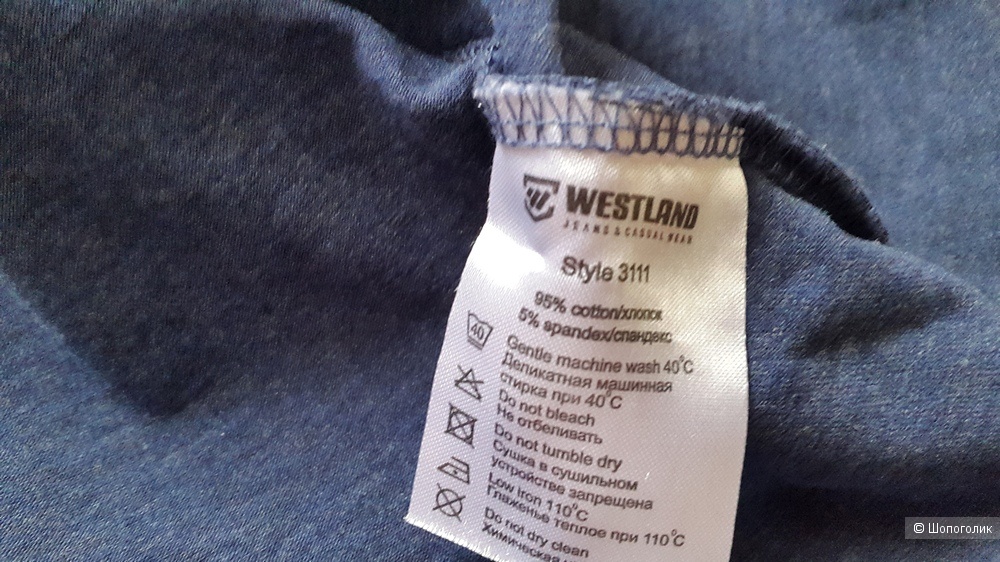 WESTLAND
JEANS & CASUAL WEAR
Style 3111
95% cotton/хлопок
5% spandex/спандекс
40
Gentle machine wash 40°C
Деликатная машинная
стирка при 40°C
Do not bleach
Не отбеливать
Do not tumble dry
Сушка в сушильном
устройстве запрещена
Low iron 110°C
Глаженье теплое при 110°C
Do not dry clean
Химическая
© Шопоголик